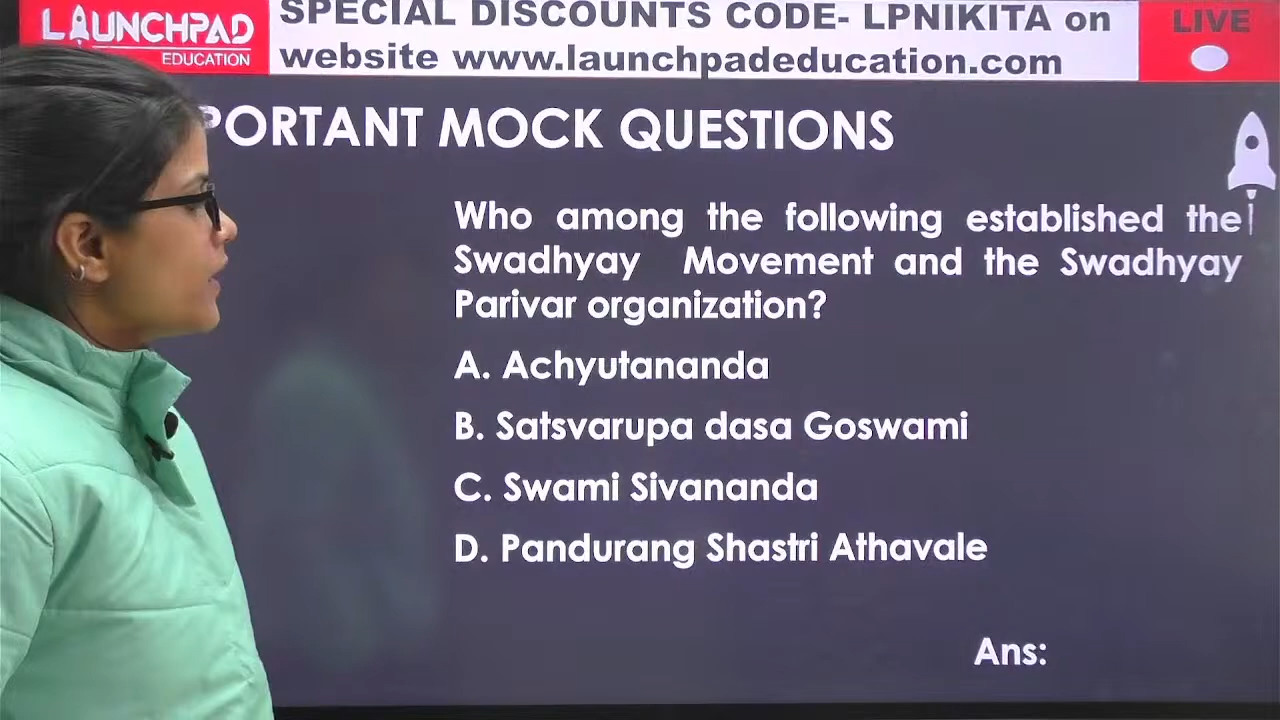 LAUNCHPAD
EDUCATION
SPECIAL DISCOUNTS CODE- LPNIKITA on
website www.launchpadeducation.com
LIVE
PORTANT MOCK QUESTIONS
Who among the following established the
Swadhyay Movement and the Swadhyay
Parivar organization?
A. Achyutananda
B. Satsvarupa dasa Goswami
C. Swami Sivananda
D. Pandurang Shastri Athavale
Ans: